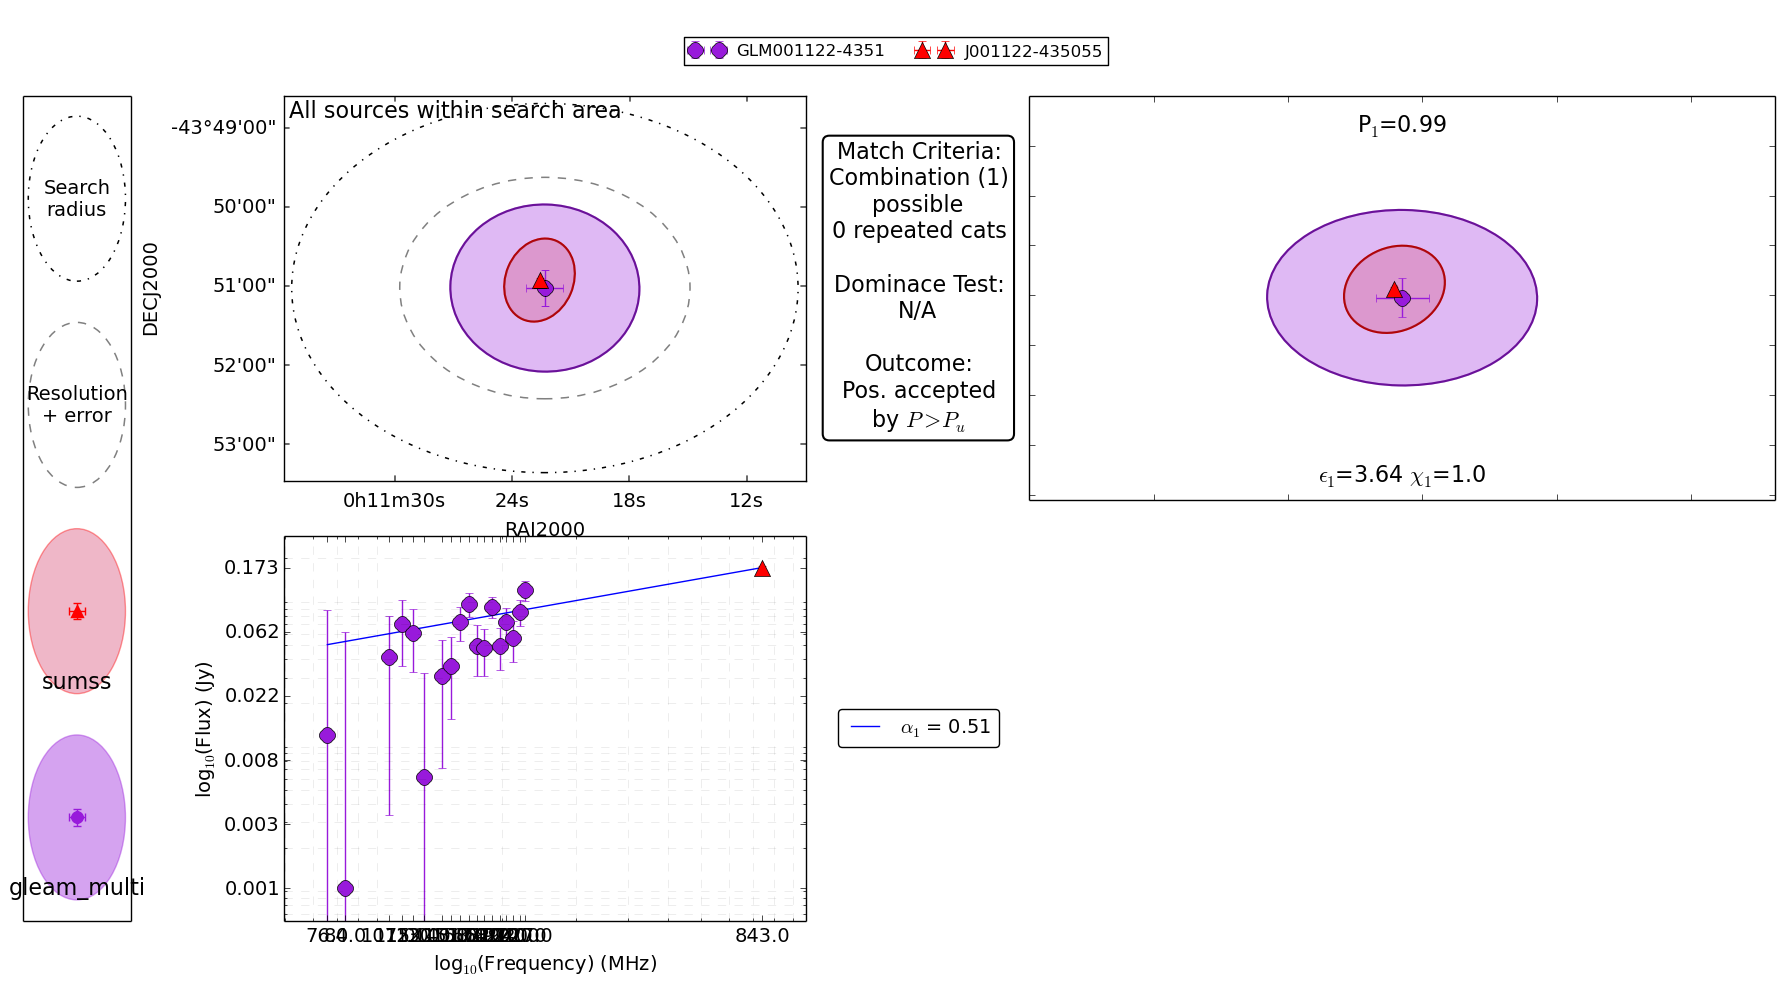 GLM001122-4351 J001122-435055
Search
radius
Resolution
+ error
sumss
gleam_multi
All sources within search area
DECJ2000
-43°49'00"
50'00"
51'00"
52'00"
53'00"
0h11m30s 24s 18s 12s
RAJ2000
Match Criteria:
Combination (1)
possible
0 repeated cats
Dominace Test:
N/A
Outcome:
Pos. accepted
by P>Pu
P1=0.99
ϵ1=3.64 χ1=1.0
log10(Flux) (Jy)
0.173
0.062
0.022
0.008
0.003
0.001
843.0
log10(Frequency) (MHz)
α1 = 0.51